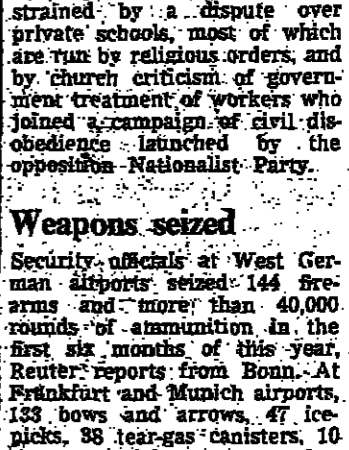 strained by a dispute over
private schools, most of which
are run by religious orders, and
by church criticism of govern-
ment treatment of workers who
joined a campaign of civil dis-
obedience launched by the
opposition Nationalist Party.
Weapons seized
Security officials at West Ger-
man airports seized 144 fire-
arms and more than 40,000
rounds of ammunition in the
first six months of this year,
Reuter reports from Bonn. At
Frankfurt and Munich airports,
133 bows and arrows, 47 ice-
picks, 38 tear-gas canisters, 10